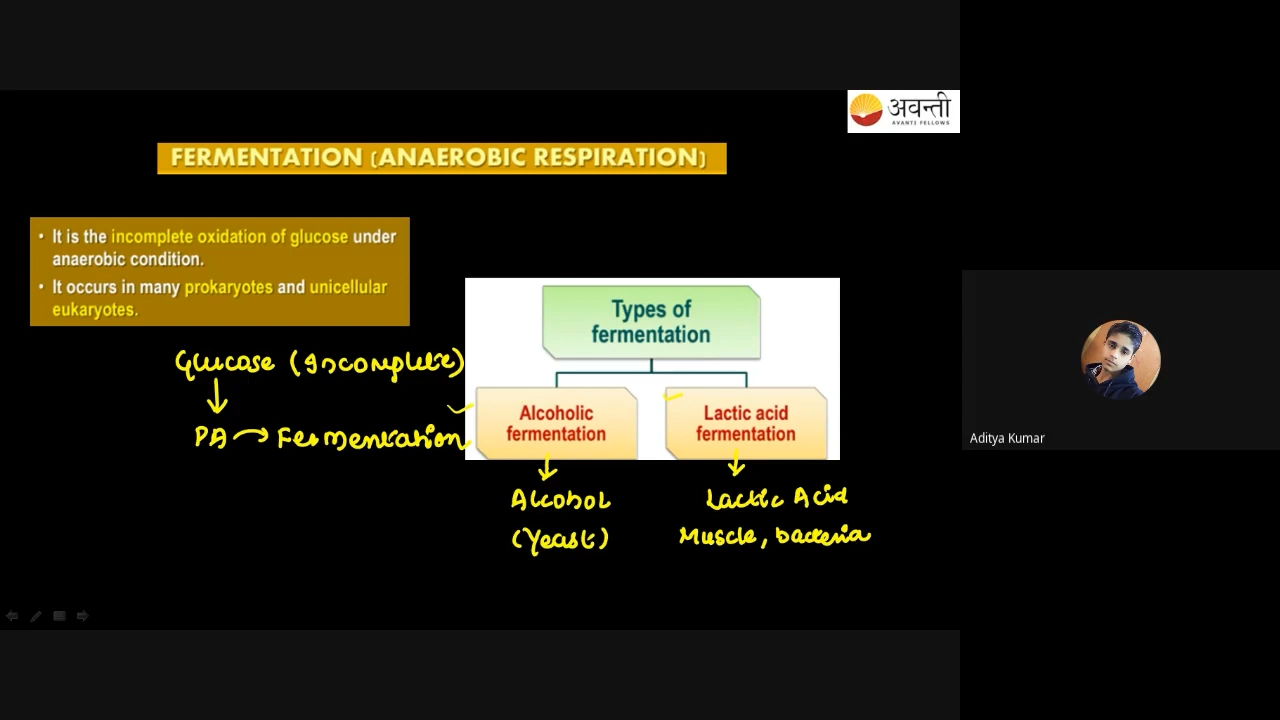 अवन्ती
AVANTI FELLOWS
FERMENTATION (ANAEROBIC RESPIRATION)
• It is the incomplete oxidation of glucose under
anaerobic condition.
• It occurs in many prokaryotes and unicellular
eukaryotes.
Types of
fermentation
Glucose (Incomplete)
PA → Fermentation
Alcoholic
fermentation
Lactic acid
fermentation
Alcohol
(Yeast)
Lactic Acid
Muscle, bacteria
Aditya Kumar